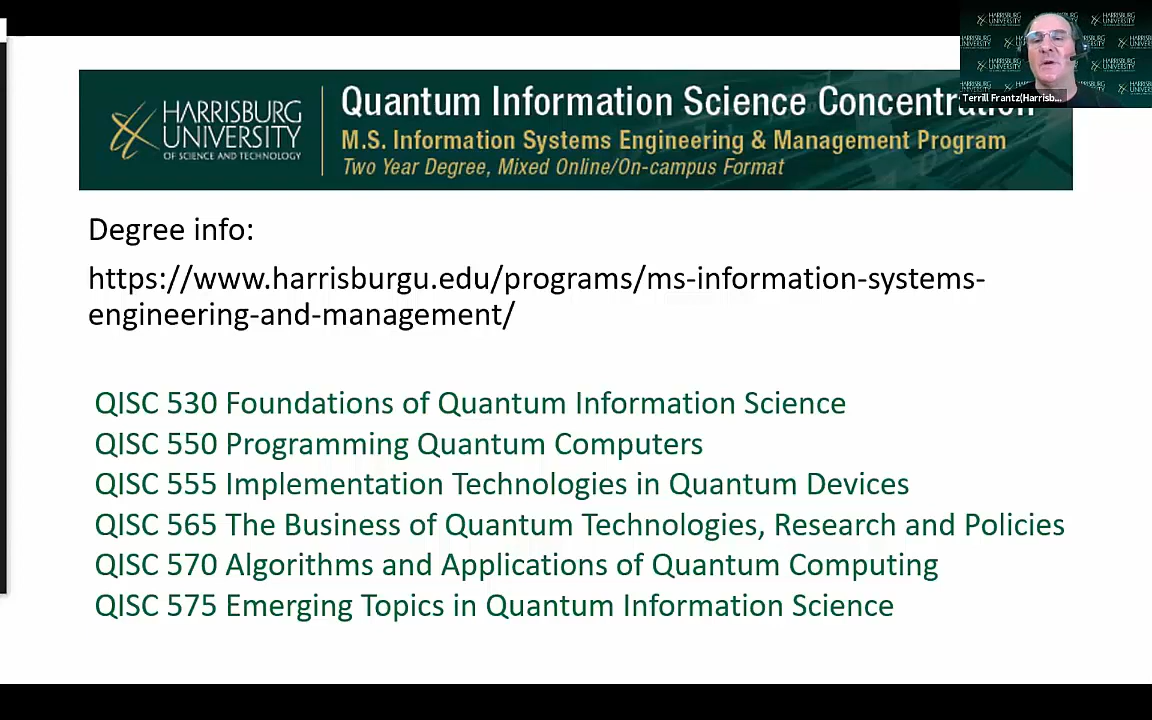 HARRISBURG
UNIVERSITY
OF SCIENCE AND TECHNOLOGY
Quantum Information Science Concentration
M.S. Information Systems Engineering & Management Program
Two Year Degree, Mixed Online/On-campus Format
HARRISBURG
UNIVERSITY
Terrill Frantz(Harrisb...
Degree info:
https://www.harrisburgu.edu/programs/ms-information-systems-
engineering-and-management/
QISC 530 Foundations of Quantum Information Science
QISC 550 Programming Quantum Computers
QISC 555 Implementation Technologies in Quantum Devices
QISC 565 The Business of Quantum Technologies, Research and Policies
QISC 570 Algorithms and Applications of Quantum Computing
QISC 575 Emerging Topics in Quantum Information Science